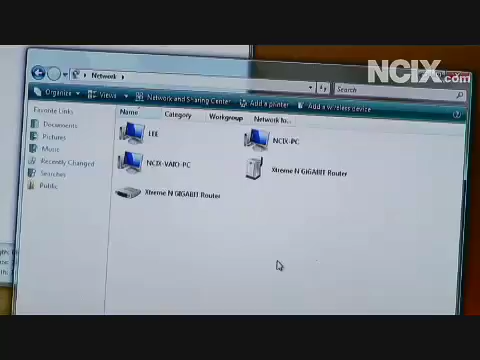 NCIX.com
Network
Search
Organize Views Network and Sharing Center Add a printer Add a wireless device
Favorite Links
Documents
Pictures
Music
Recently Changed
Searches
Public
Name Category Workgroup Network lo...
NCIX-PC
NCIX-VAIO-PC
Xtreme N GIGABIT Router
Xtreme N GIGABIT Router